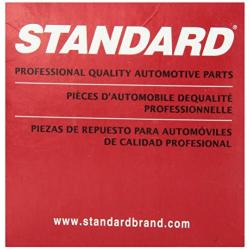 STANDARD®
PROFESSIONAL QUALITY AUTOMOTIVE PARTS
PIÈCES D'AUTOMOBILE DEQUALITÉ
PROFESSIONNELLE
PIEZAS DE REPUESTO PARA AUTOMÓVILES
DE CALIDAD PROFESIONAL
www.standardbrand.com